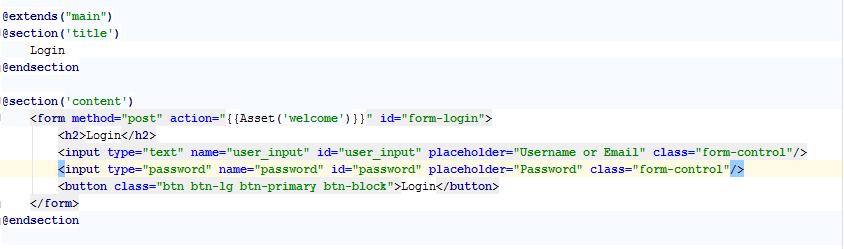 @extends("main")
@section('title')
    Login
@endsection

@section('content')
    <form method="post" action="{{Asset('welcome')}}" id="form-login">
        <h2>Login</h2>
        <input type="text" name="user_input" id="user_input" placeholder="Username or Email" class="form-control"/>
        <input type="password" name="password" id="password" placeholder="Password" class="form-control"/>
        <button class="btn btn-lg btn-primary btn-block">Login</button>
    </form>
@endsection